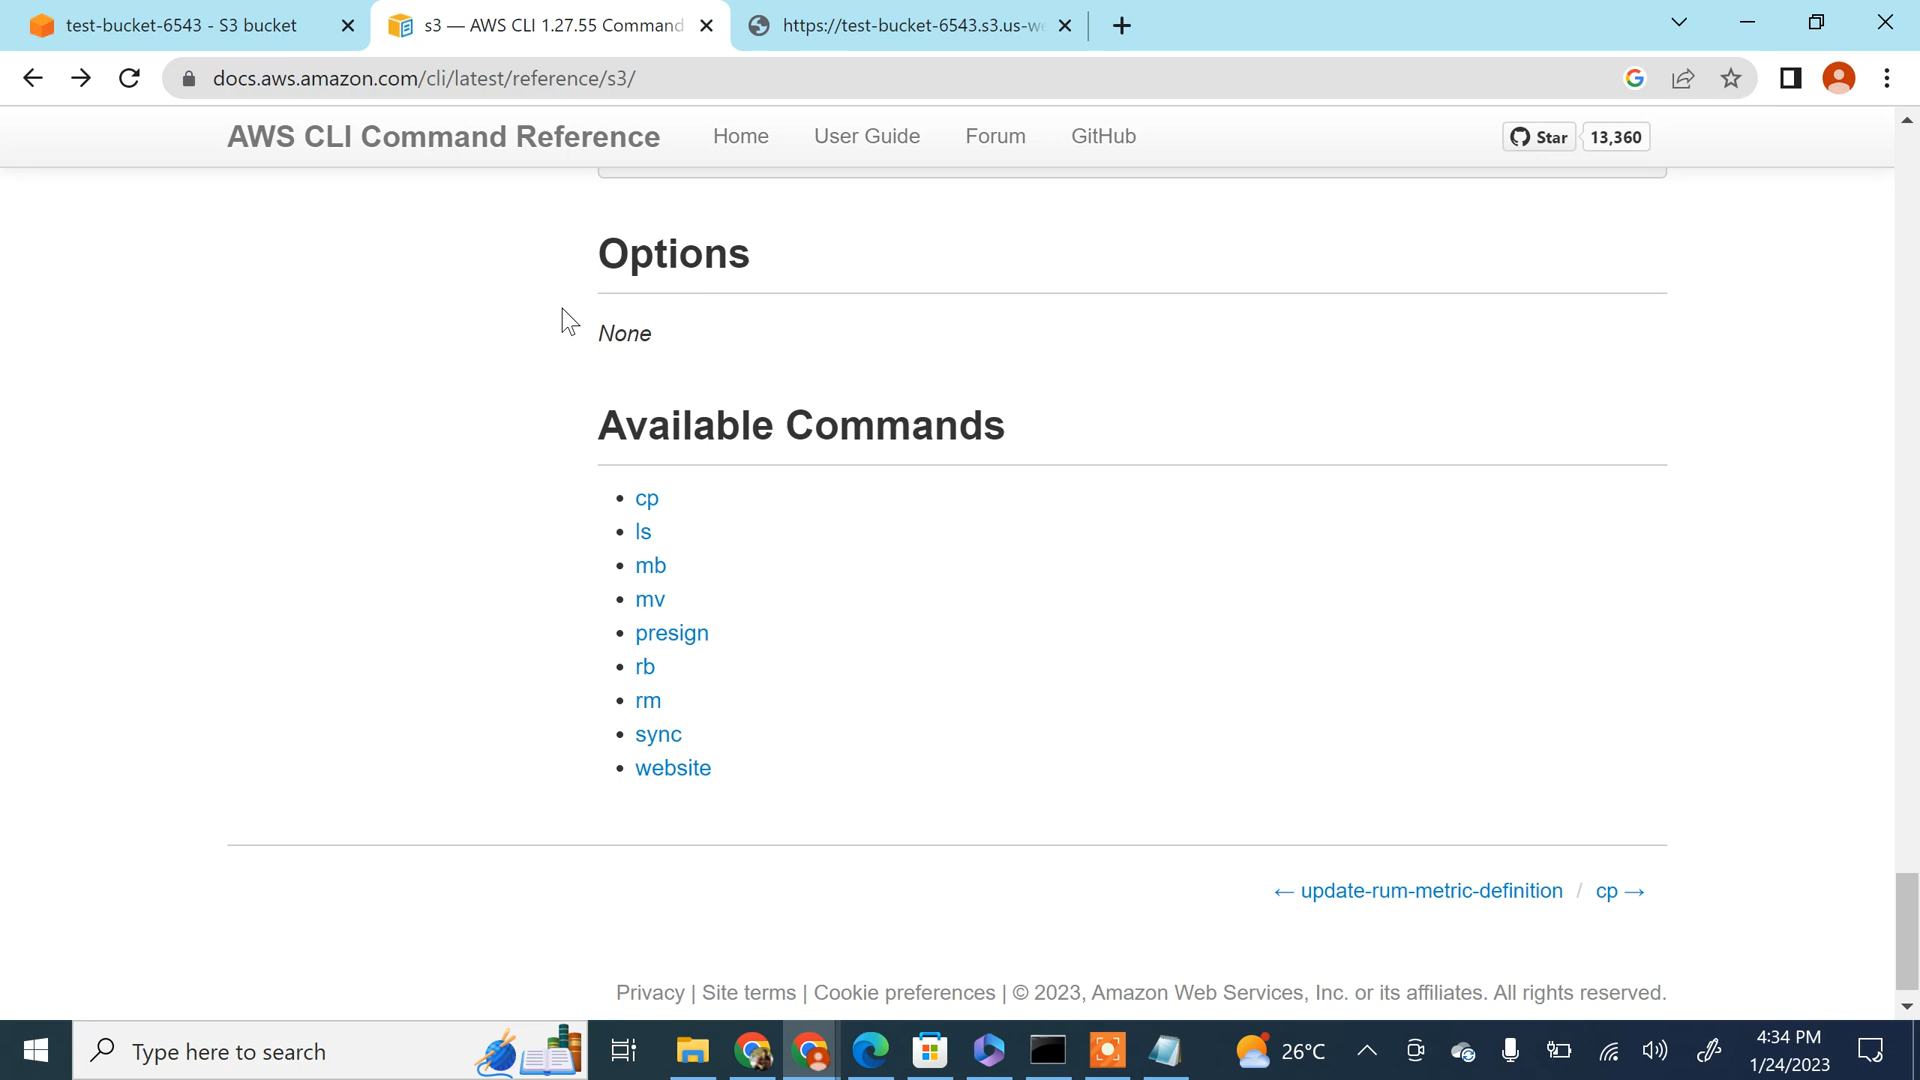 test-bucket-6543 - S3 bucket
s3 — AWS CLI 1.27.55 Command
https://test-bucket-6543.s3.us-we
docs.aws.amazon.com/cli/latest/reference/s3/
AWS CLI Command Reference
Home
User Guide
Forum
GitHub
Star
13,360
Options
None
Available Commands
cp
ls
mb
mv
presign
rb
rm
sync
website
← update-rum-metric-definition / cp →
Privacy | Site terms | Cookie preferences | © 2023, Amazon Web Services, Inc. or its affiliates. All rights reserved.
Type here to search
26°C
4:34 PM
1/24/2023